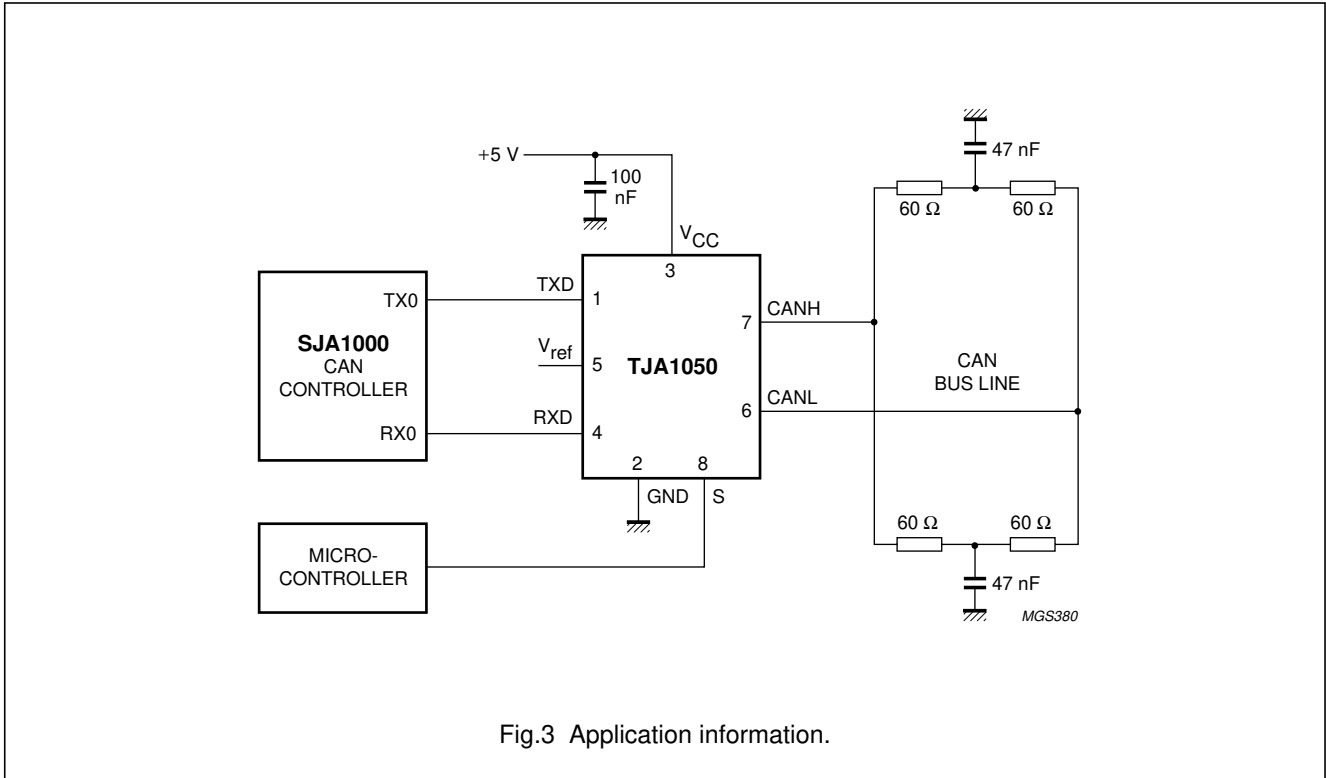 +5 V
100
nF
47 nF
60 Ω
60 Ω
VCC
3
TX0
TXD
1
SJA1000
CAN
CONTROLLER
Vref
5
TJA1050
7
CANH
CAN
BUS LINE
6
CANL
RX0
RXD
4
2
8
GND
S
MICRO-
CONTROLLER
60 Ω
60 Ω
47 nF
MGS380
Fig.3 Application information.